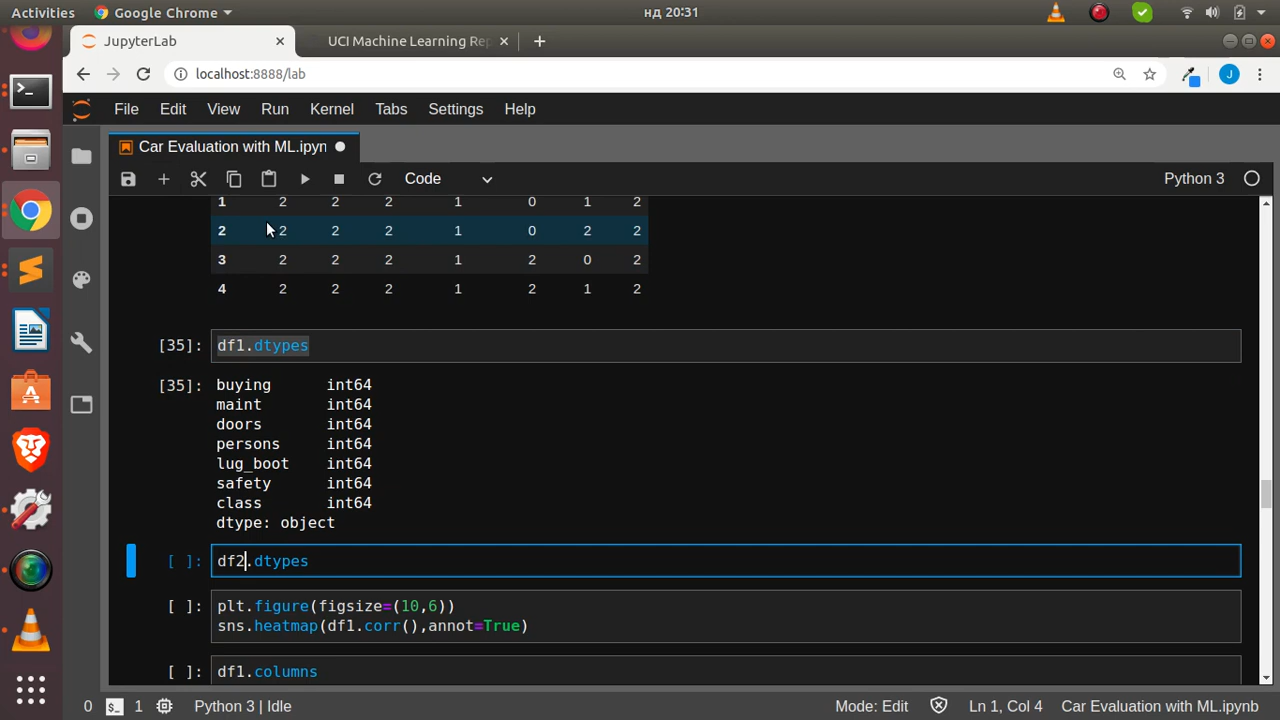 Activities Google Chrome нд 20:31
JupyterLab UCI Machine Learning Rep
localhost:8888/lab J
File Edit View Run Kernel Tabs Settings Help
Car Evaluation with ML.ipyn
Code Python 3
1 2 2 2 1 0 1 2
2 2 2 2 1 0 2 2
3 2 2 2 1 2 0 2
4 2 2 2 1 2 1 2
[35]: df1.dtypes
[35]: buying int64
maint int64
doors int64
persons int64
lug_boot int64
safety int64
class int64
dtype: object
[ ]: df2.dtypes
[ ]: plt.figure(figsize=(10,6))
sns.heatmap(df1.corr(),annot=True)
[ ]: df1.columns
0 $_ 1 Python 3 | Idle Mode: Edit Ln 1, Col 4 Car Evaluation with ML.ipynb